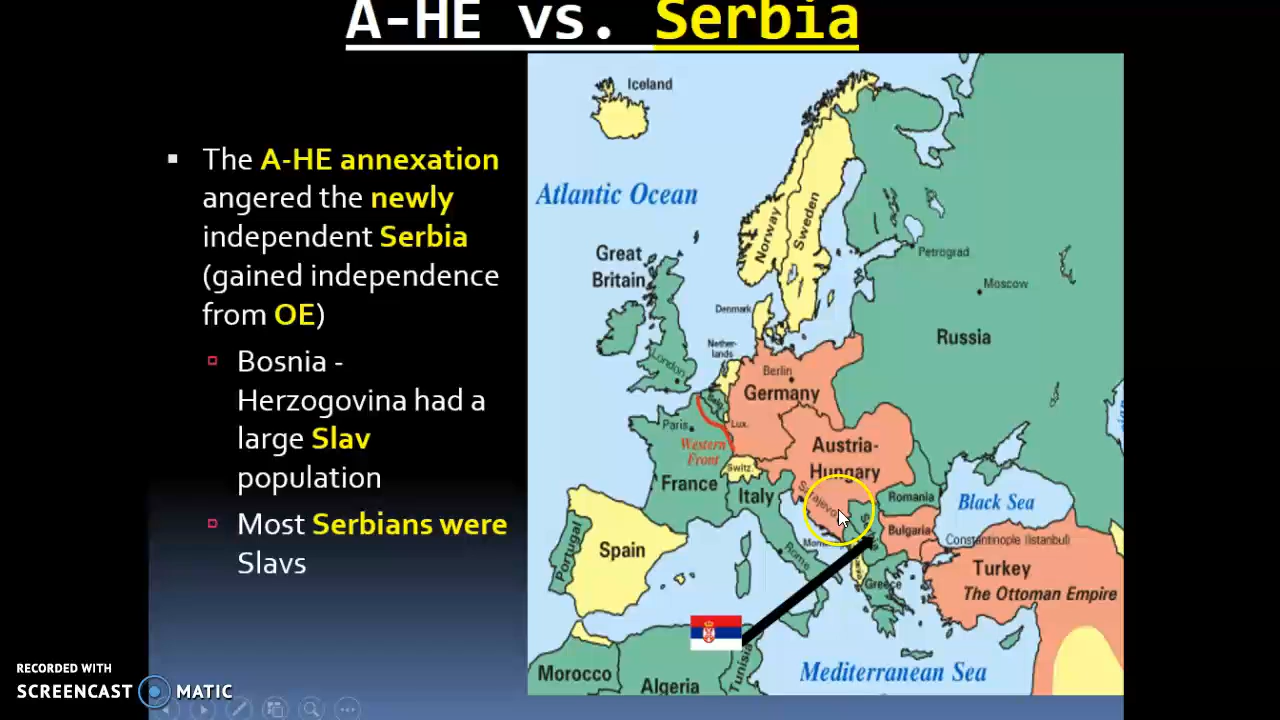 A-HE vs. Serbia
The A-HE annexation
angered the newly
independent Serbia
(gained independence
from OE)
Bosnia -
Herzogovina had a
large Slav
population
Most Serbians were
Slavs
Iceland
Atlantic Ocean
Norway
Sweden
Great
Britain
Petrograd
Moscow
Denmark
Russia
Nether-
lands
London
Berlin
Germany
Paris
Lux.
Western
Front
Austria-
Hungary
Switz.
France
Italy
Sarajevo
Romania
Black Sea
Portugal
Spain
Rome
Bulgaria
Constantinople (Istanbul)
Greece
Turkey
The Ottoman Empire
Mediterranean Sea
Morocco
Algeria
Tunisia
RECORDED WITH
SCREENCAST MATIC